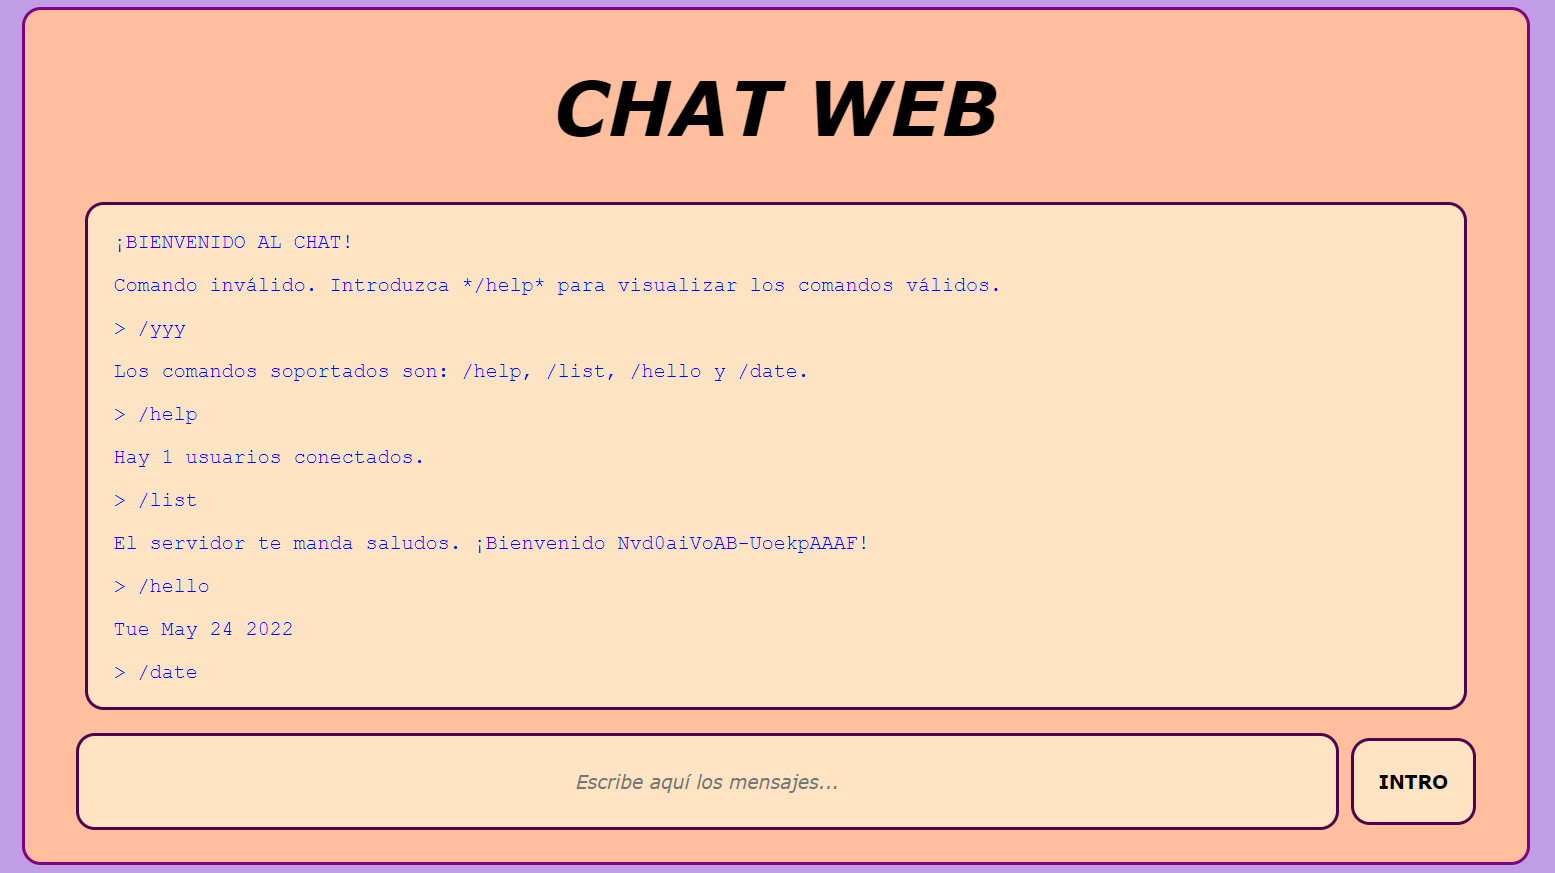 CHAT WEB
¡BIENVENIDO AL CHAT!
Comando inválido. Introduzca */help* para visualizar los comandos válidos.
> /yyy
Los comandos soportados son: /help, /list, /hello y /date.
> /help
Hay 1 usuarios conectados.
> /list
El servidor te manda saludos. ¡Bienvenido Nvd0aiVoAB-UoekpAAAF!
> /hello
Tue May 24 2022
> /date
Escribe aquí los mensajes...
INTRO